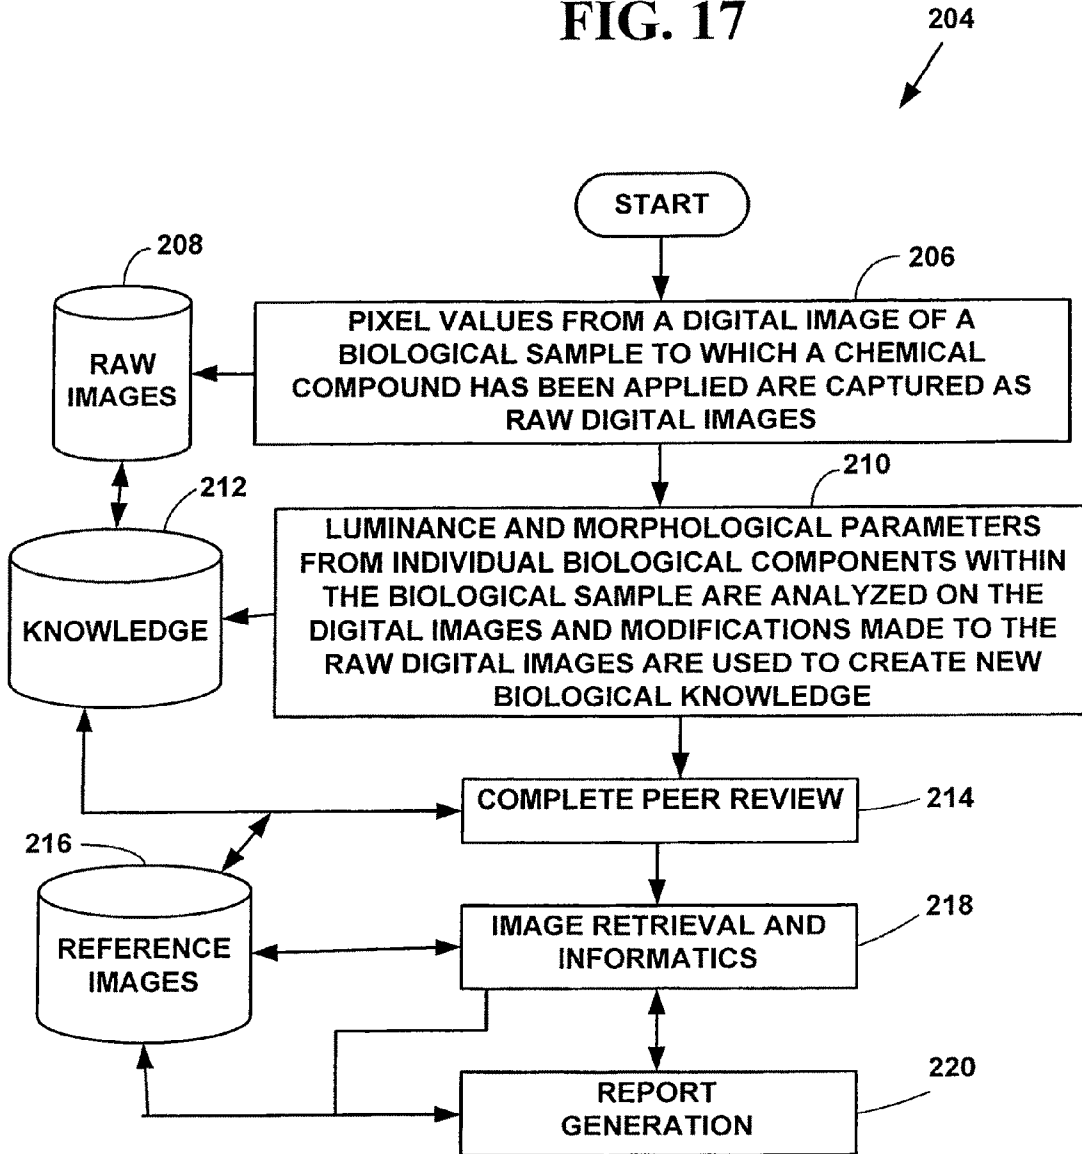 FIG. 17
204
START
208
206
RAW
IMAGES
PIXEL VALUES FROM A DIGITAL IMAGE OF A
BIOLOGICAL SAMPLE TO WHICH A CHEMICAL
COMPOUND HAS BEEN APPLIED ARE CAPTURED AS
RAW DIGITAL IMAGES
212
210
KNOWLEDGE
LUMINANCE AND MORPHOLOGICAL PARAMETERS
FROM INDIVIDUAL BIOLOGICAL COMPONENTS WITHIN
THE BIOLOGICAL SAMPLE ARE ANALYZED ON THE
DIGITAL IMAGES AND MODIFICATIONS MADE TO THE
RAW DIGITAL IMAGES ARE USED TO CREATE NEW
BIOLOGICAL KNOWLEDGE
COMPLETE PEER REVIEW
214
216
REFERENCE
IMAGES
IMAGE RETRIEVAL AND
INFORMATICS
218
REPORT
GENERATION
220